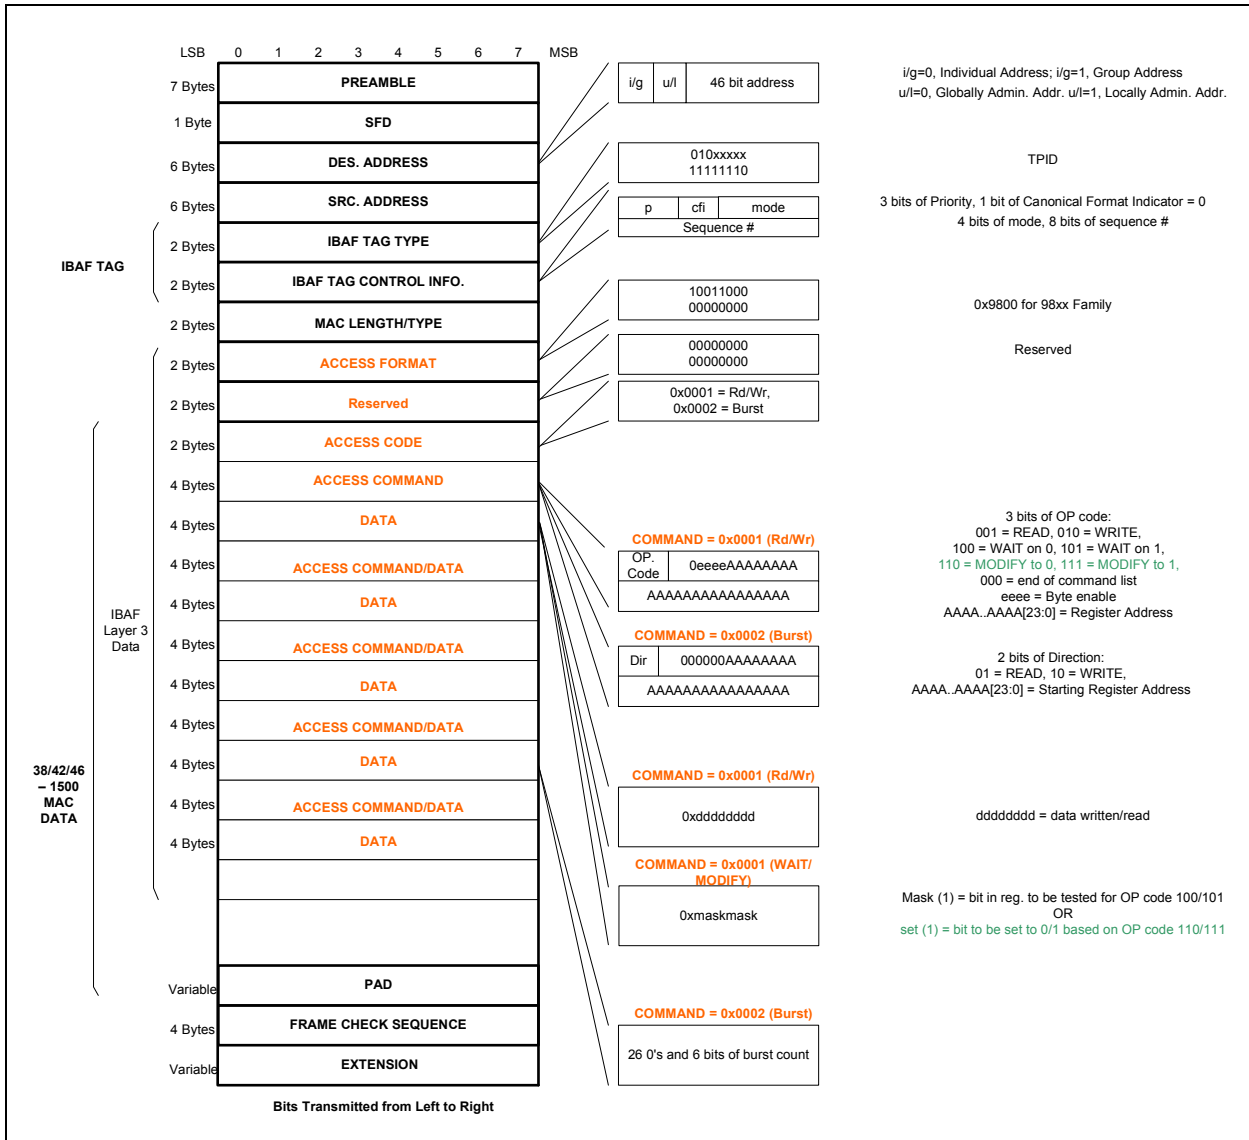 LSB 0 1 2 3 4 5 6 7 MSB
7 Bytes PREAMBLE
i/g u/l 46 bit address
i/g=0, Individual Address; i/g=1, Group Address
u/l=0, Globally Admin. Addr. u/l=1, Locally Admin. Addr.
1 Byte SFD
6 Bytes DES. ADDRESS
010xxxxx
11111110
TPID
6 Bytes SRC. ADDRESS
p cfi mode
Sequence #
3 bits of Priority, 1 bit of Canonical Format Indicator = 0
4 bits of mode, 8 bits of sequence #
IBAF TAG
2 Bytes IBAF TAG TYPE
2 Bytes IBAF TAG CONTROL INFO.
10011000
00000000
0x9800 for 98xx Family
2 Bytes MAC LENGTH/TYPE
00000000
00000000
Reserved
2 Bytes ACCESS FORMAT
2 Bytes Reserved
0x0001 = Rd/Wr,
0x0002 = Burst
2 Bytes ACCESS CODE
4 Bytes ACCESS COMMAND
4 Bytes DATA
COMMAND = 0x0001 (Rd/Wr)
OP.
Code
0eeeeAAAAAAAA
AAAAAAAAAAAAAAAA
3 bits of OP code:
001 = READ, 010 = WRITE,
100 = WAIT on 0, 101 = WAIT on 1,
110 = MODIFY to 0, 111 = MODIFY to 1,
000 = end of command list
eeee = Byte enable
AAAA..AAAA[23:0] = Register Address
4 Bytes ACCESS COMMAND/DATA
4 Bytes DATA
IBAF
Layer 3
Data
4 Bytes ACCESS COMMAND/DATA
COMMAND = 0x0002 (Burst)
Dir 000000AAAAAAAA
AAAAAAAAAAAAAAAA
2 bits of Direction:
01 = READ, 10 = WRITE,
AAAA..AAAA[23:0] = Starting Register Address
4 Bytes DATA
4 Bytes ACCESS COMMAND/DATA
4 Bytes DATA
38/42/46
– 1500
MAC
DATA
COMMAND = 0x0001 (Rd/Wr)
0xdddddddd
dddddddd = data written/read
4 Bytes ACCESS COMMAND/DATA
4 Bytes DATA
COMMAND = 0x0001 (WAIT/
MODIFY)
0xmaskmask
Mask (1) = bit in reg. to be tested for OP code 100/101
OR
set (1) = bit to be set to 0/1 based on OP code 110/111
Variable PAD
4 Bytes FRAME CHECK SEQUENCE
COMMAND = 0x0002 (Burst)
26 0's and 6 bits of burst count
Variable EXTENSION
Bits Transmitted from Left to Right